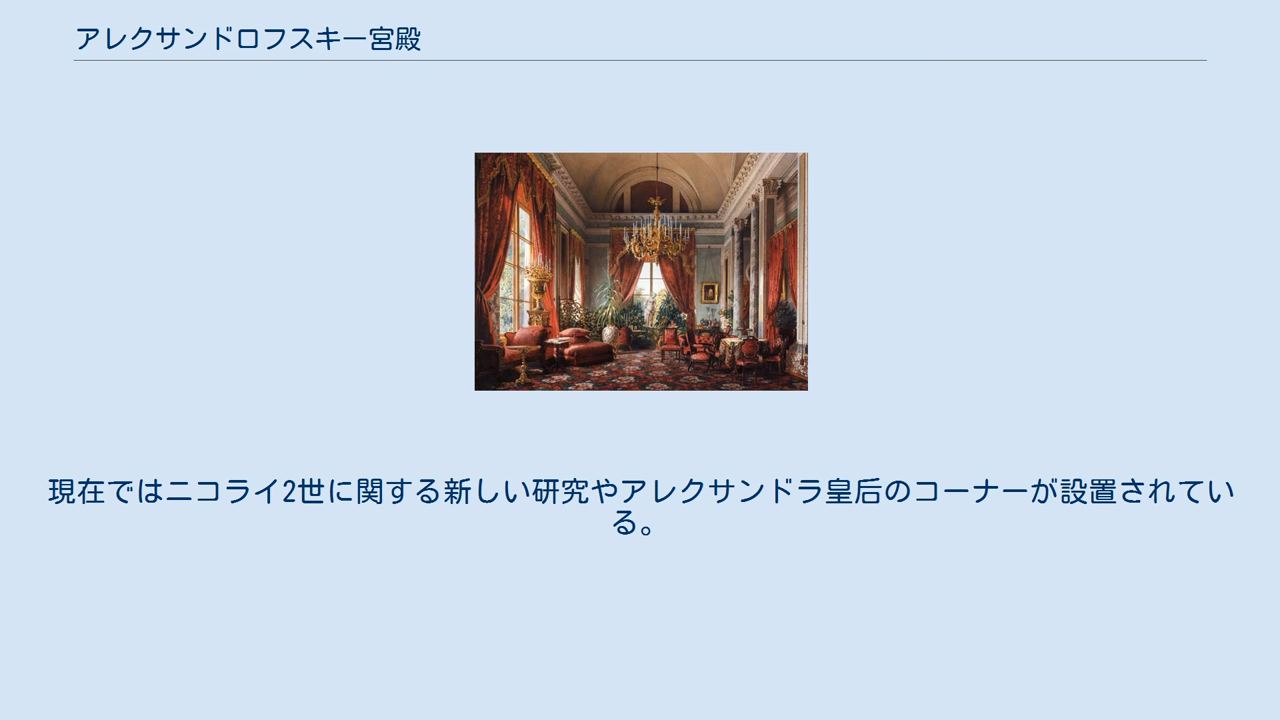 アレクサンドロフスキー宮殿
現在ではニコライ2世に関する新しい研究やアレクサンドラ皇后のコーナーが設置されてい
る。